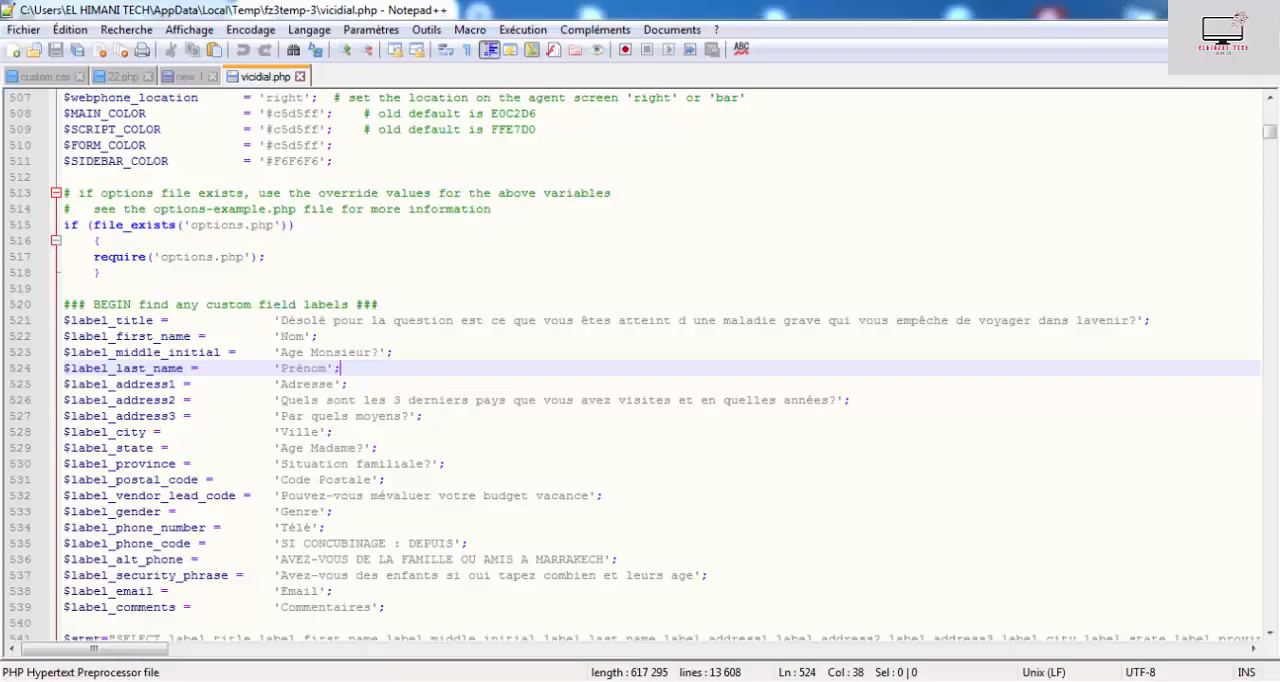 C:\Users\EL HIMANI TECH\AppData\Local\Temp\fz3temp-3\vicidial.php - Notepad++
Fichier Édition Recherche Affichage Encodage Langage Paramètres Outils Macro Exécution Compléments Documents ?
custom.css 22.php new 1 vicidial.php
507 $webphone_location = 'right'; # set the location on the agent screen 'right' or 'bar'
508 $MAIN_COLOR = '#c5d5ff'; # old default is E0C2D6
509 $SCRIPT_COLOR = '#c5d5ff'; # old default is FFE7D0
510 $FORM_COLOR = '#c5d5ff';
511 $SIDEBAR_COLOR = '#F6F6F6';
512
513 # if options file exists, use the override values for the above variables
514 # see the options-example.php file for more information
515 if (file_exists('options.php'))
516 {
517 require('options.php');
518 }
519
520 ### BEGIN find any custom field labels ###
521 $label_title = 'Désolé pour la question est ce que vous êtes atteint d une maladie grave qui vous empêche de voyager dans lavenir?';
522 $label_first_name = 'Nom';
523 $label_middle_initial = 'Age Monsieur?';
524 $label_last_name = 'Prénom';
525 $label_address1 = 'Adresse';
526 $label_address2 = 'Quels sont les 3 derniers pays que vous avez visites et en quelles années?';
527 $label_address3 = 'Par quels moyens?';
528 $label_city = 'Ville';
529 $label_state = 'Age Madame?';
530 $label_province = 'Situation familiale?';
531 $label_postal_code = 'Code Postale';
532 $label_vendor_lead_code = 'Pouvez-vous mévaluer votre budget vacance';
533 $label_gender = 'Genre';
534 $label_phone_number = 'Télé';
535 $label_phone_code = 'SI CONCUBINAGE : DEPUIS';
536 $label_alt_phone = 'AVEZ-VOUS DE LA FAMILLE OU AMIS A MARRAKECH';
537 $label_security_phrase = 'Avez-vous des enfants si oui tapez combien et leurs age';
538 $label_email = 'Email';
539 $label_comments = 'Commentaires';
540
541 $stmt="SELECT label_title,label_first_name,label_middle_initial,label_last_name,label_address1,label_address2,label_address3,label_city,label_state,label_provin
PHP Hypertext Preprocessor file length : 617 295 lines : 13 608 Ln : 524 Col : 38 Sel : 0 | 0 Unix (LF) UTF-8 INS